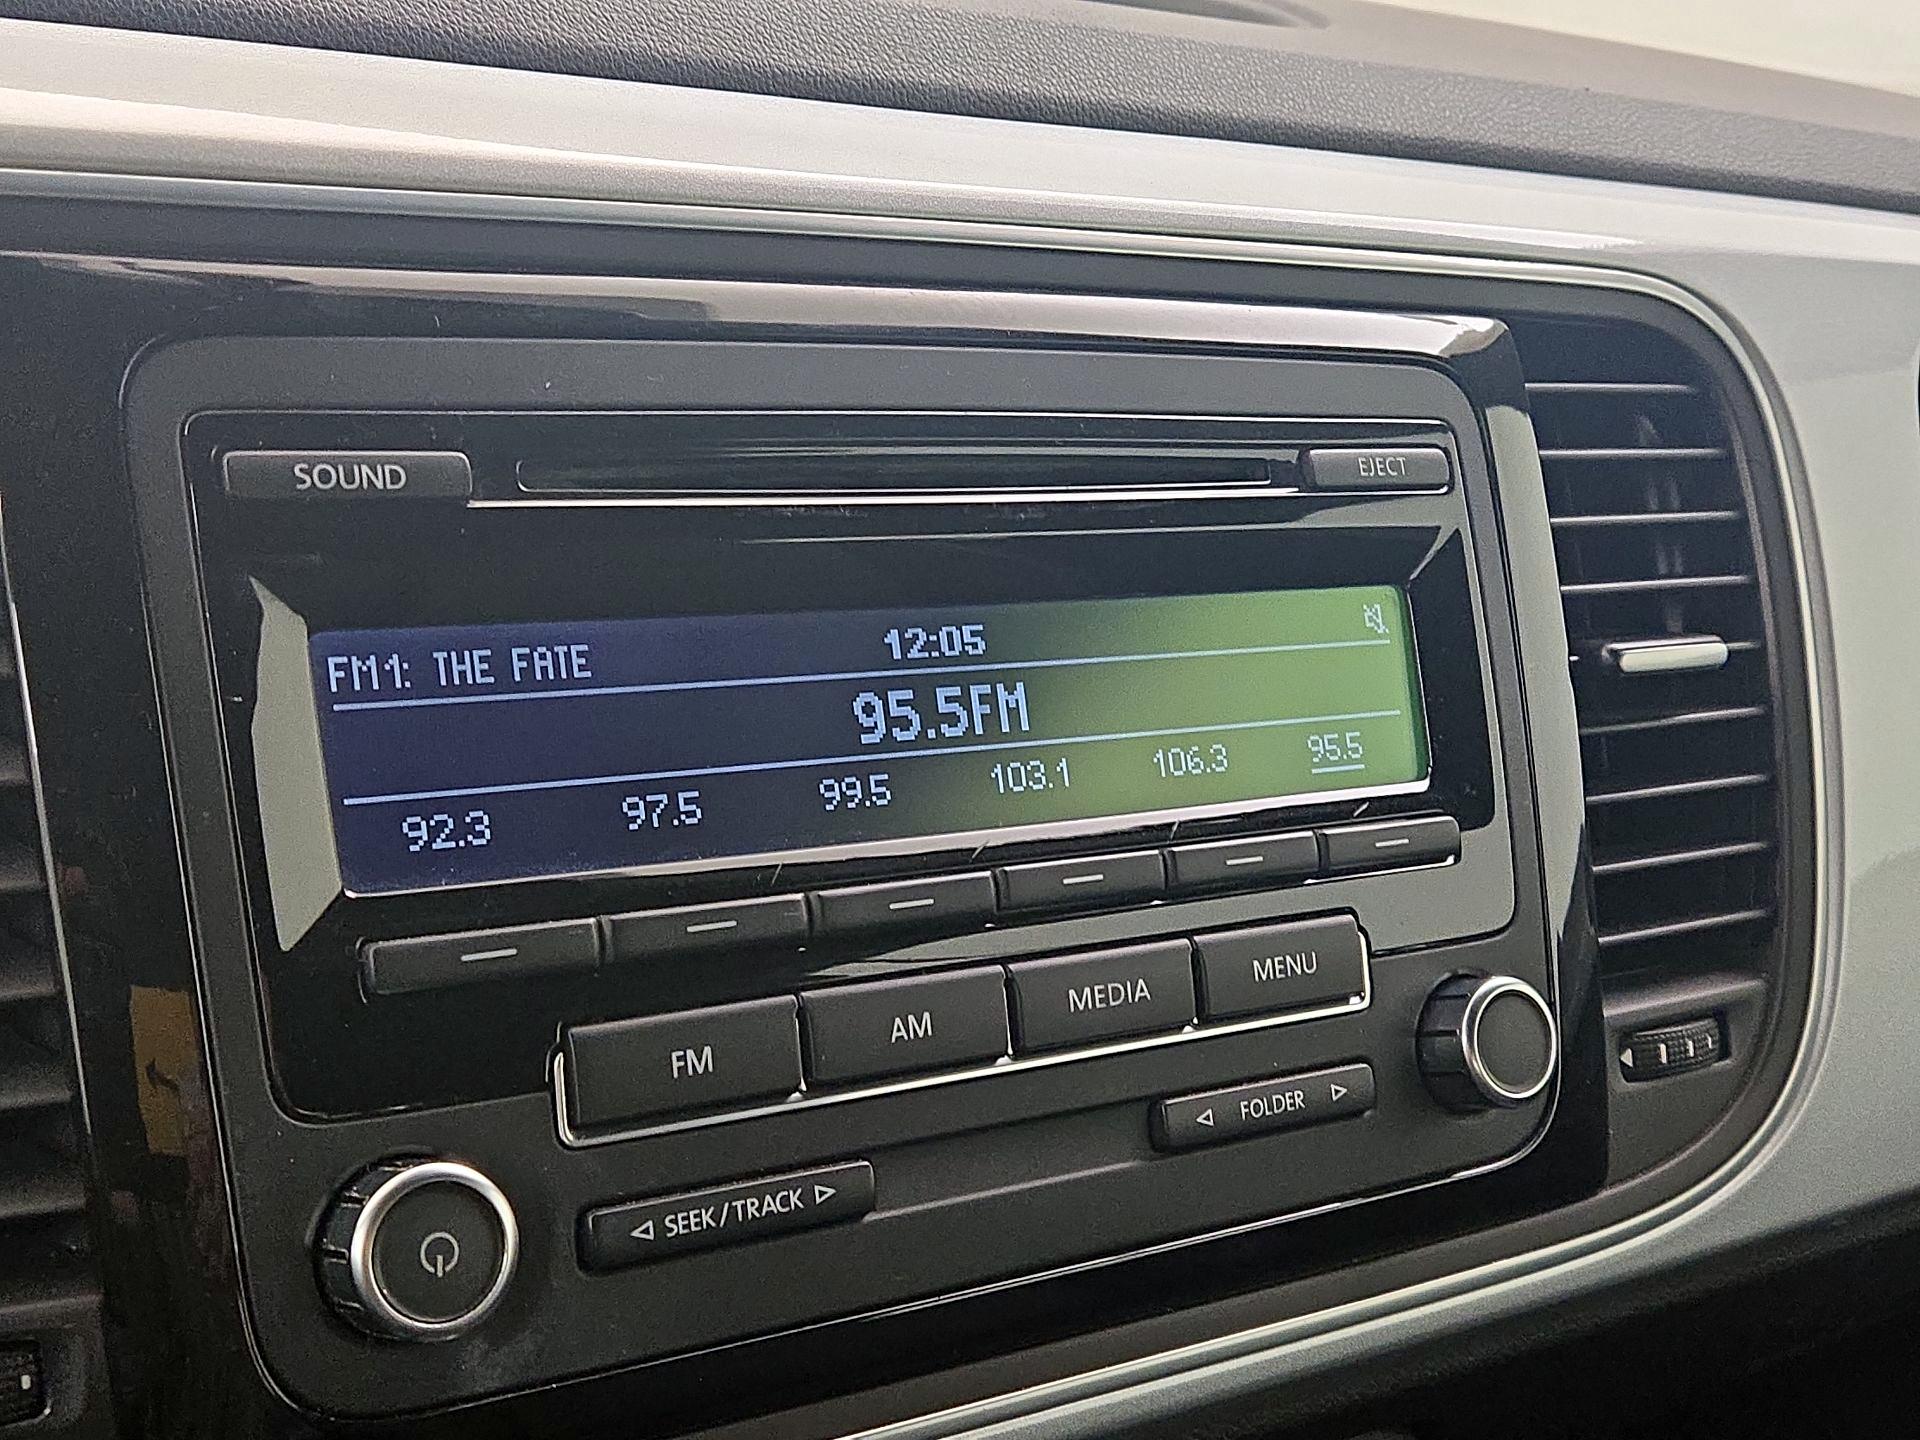 SOUND
EJECT
FM1: THE FATE 12:05
95.5FM
92.3 97.5 99.5 103.1 106.3 95.5
FM AM MEDIA MENU
SEEK/TRACK
FOLDER